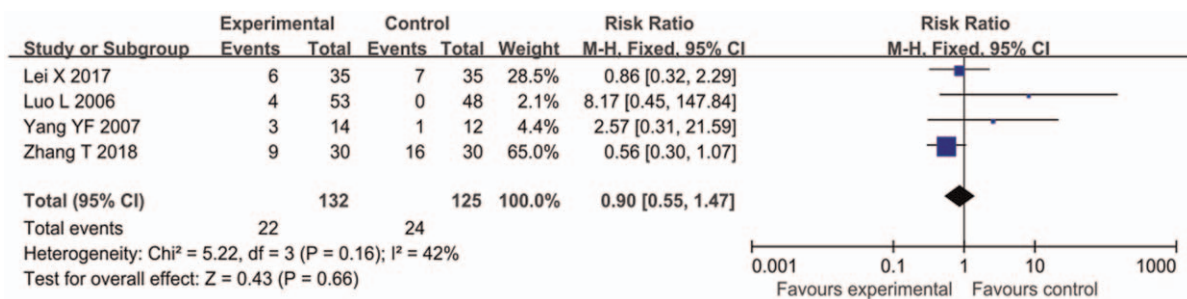 Experimental Control Risk Ratio Risk Ratio
Study or Subgroup Events Total Events Total Weight M-H, Fixed, 95% CI M-H, Fixed, 95% CI
Lei X 2017 6 35 7 35 28.5% 0.86 [0.32, 2.29]
Luo L 2006 4 53 0 48 2.1% 8.17 [0.45, 147.84]
Yang YF 2007 3 14 1 12 4.4% 2.57 [0.31, 21.59]
Zhang T 2018 9 30 16 30 65.0% 0.56 [0.30, 1.07]
Total (95% CI) 132 125 100.0% 0.90 [0.55, 1.47]
Total events 22 24
Heterogeneity: Chi² = 5.22, df = 3 (P = 0.16); I² = 42%
Test for overall effect: Z = 0.43 (P = 0.66)
0.001 0.1 1 10 1000
Favours experimental Favours control